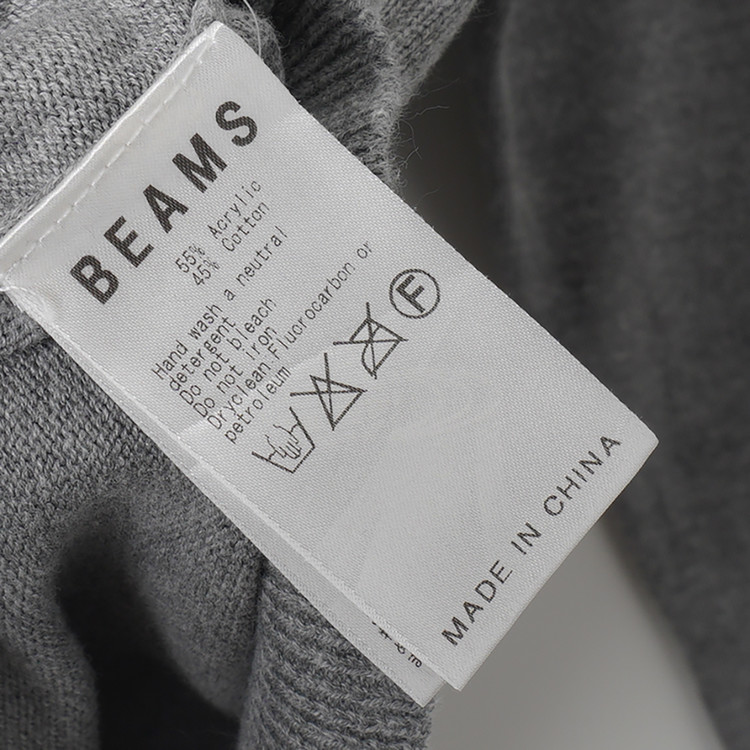 BEAMS
55% Acrylic
45% Cotton
Hand wash a neutral
detergent
Do not bleach
Do not iron
Dryclean Fluorocarbon or
petroleum
F
MADE IN CHINA